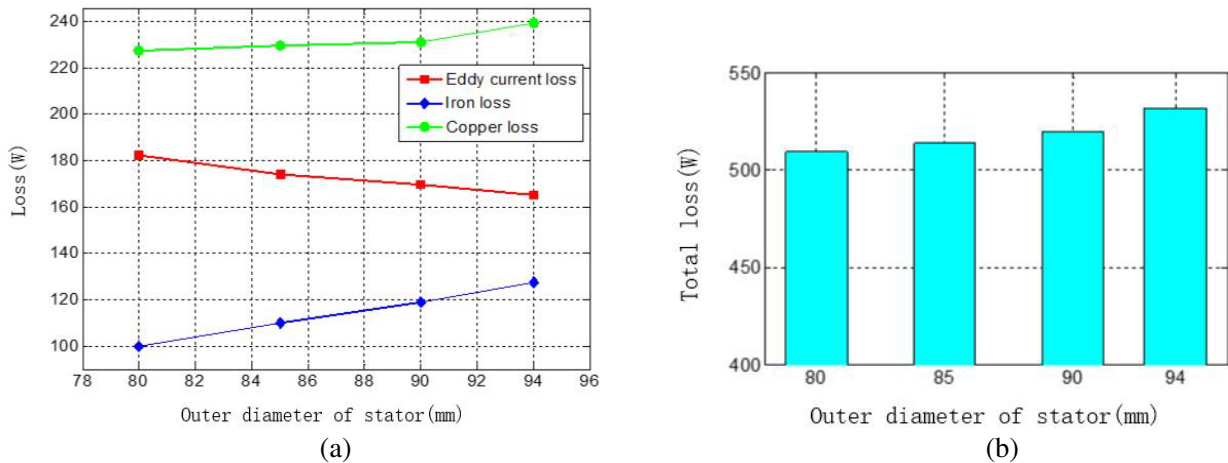 240
220
200
180
160
140
120
100
78 80 82 84 86 88 90 92 94 96
Loss(W)
Outer diameter of stator(mm)
Eddy current loss
Iron loss
Copper loss
(a)
550
500
450
400
80 85 90 94
Total loss(W)
Outer diameter of stator(mm)
(b)